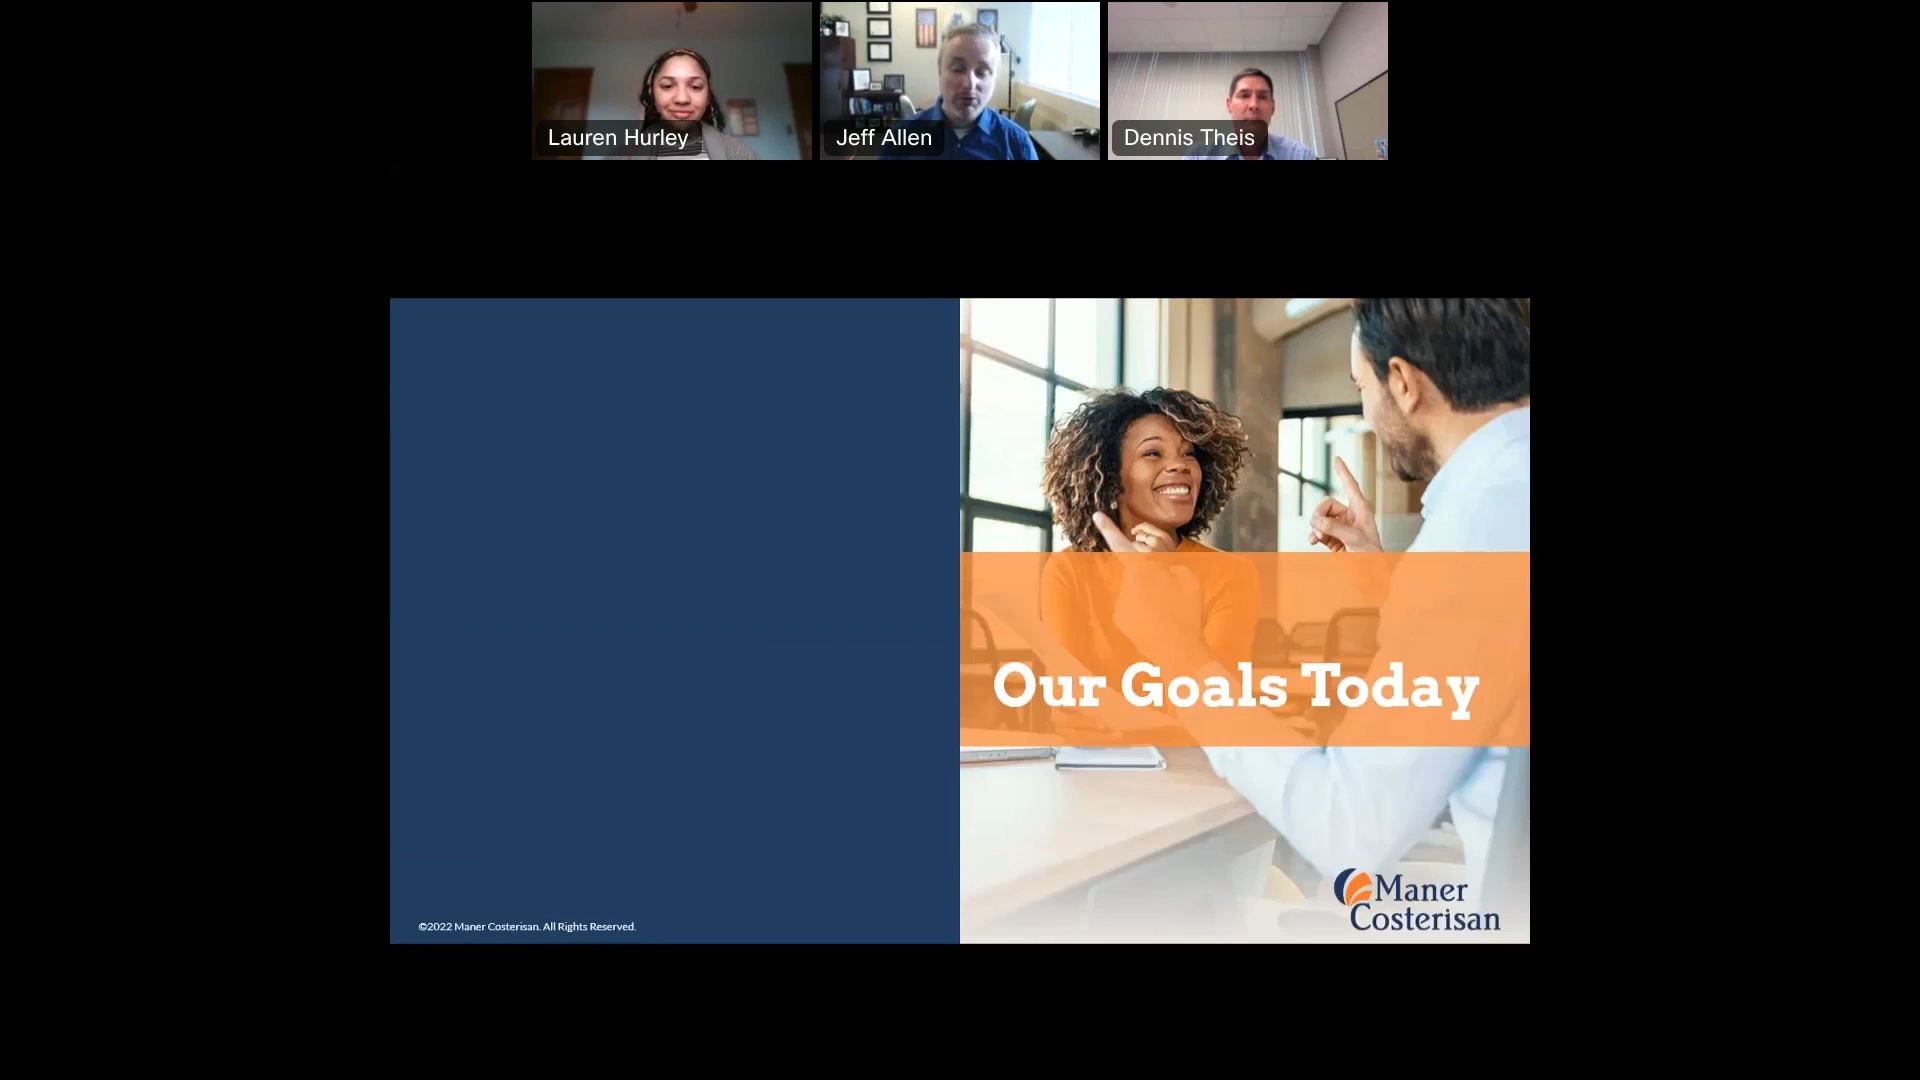 Lauren Hurley
Jeff Allen
Dennis Theis
Our Goals Today
Maner
Costerisan
©2022 Maner Costerisan. All Rights Reserved.